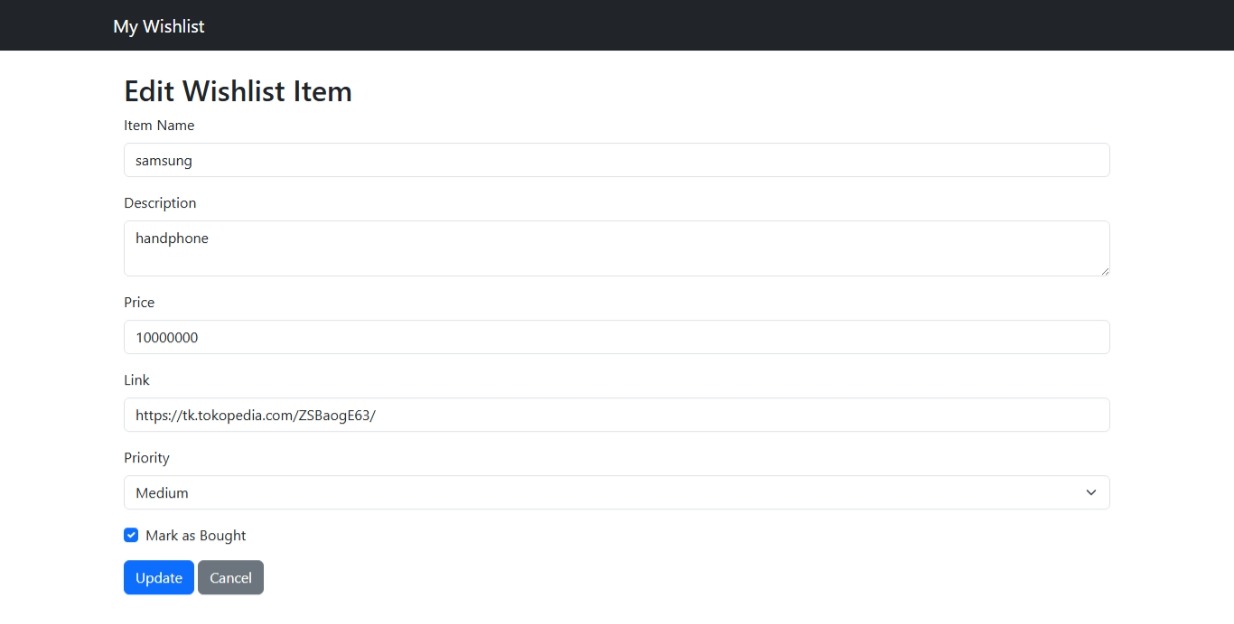 My Wishlist
Edit Wishlist Item
Item Name
samsung
Description
handphone
Price
10000000
Link
https://tk.tokopedia.com/ZSBaogE63/
Priority
Medium
Mark as Bought
Update Cancel